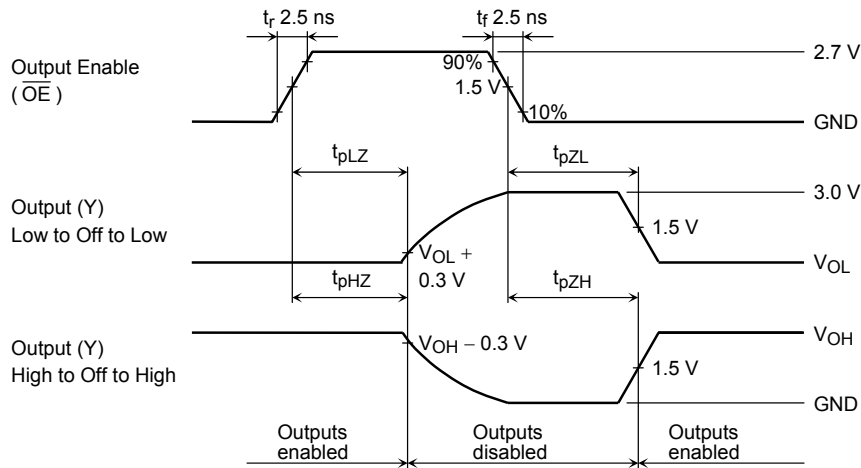 tr 2.5 ns
tf 2.5 ns
Output Enable
( OE )
90%
1.5 V
10%
2.7 V
GND
tpLZ
tpZL
Output (Y)
Low to Off to Low
3.0 V
1.5 V
VOL +
0.3 V
VOL
tpHZ
tpZH
Output (Y)
High to Off to High
VOH − 0.3 V
VOH
1.5 V
GND
Outputs
enabled
Outputs
disabled
Outputs
enabled